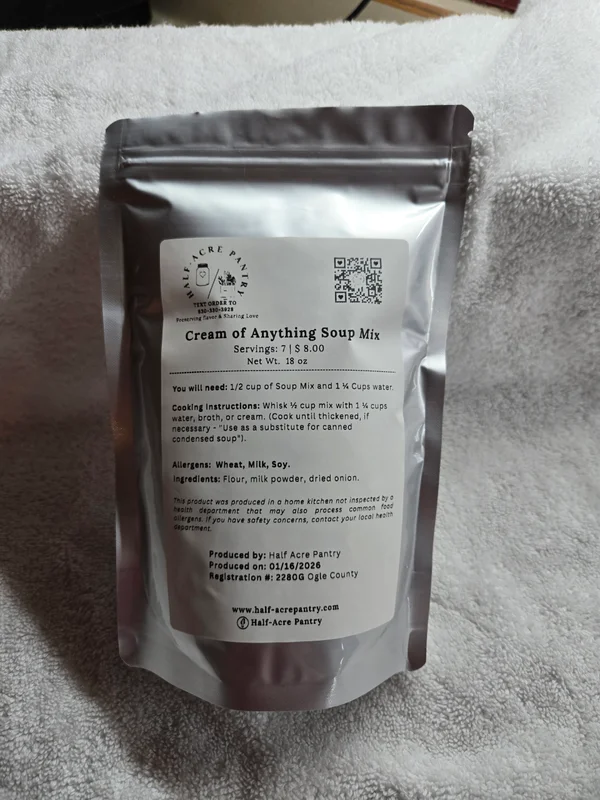 HALF-ACRE PANTRY
TEXT ORDER TO
Preserving Flavor & Sharing Love
Cream of Anything Soup Mix
Servings: 7 | $ 8.00
Net Wt. 18 oz
You will need: 1/2 cup of Soup Mix and 1 ¼ Cups water.
Cooking Instructions: Whisk ½ cup mix with 1 ¼ cups
water, broth, or cream. (Cook until thickened, if
necessary - "Use as a substitute for canned
condensed soup").
Allergens: Wheat, Milk, Soy.
Ingredients: Flour, milk powder, dried onion.
This product was produced in a home kitchen not inspected by a
health department that may also process common food
allergens. If you have safety concerns, contact your local health
department.
Produced by: Half Acre Pantry
Produced on: 01/16/2026
Registration #: 2280G Ogle County
www.half-acrepantry.com
Half-Acre Pantry